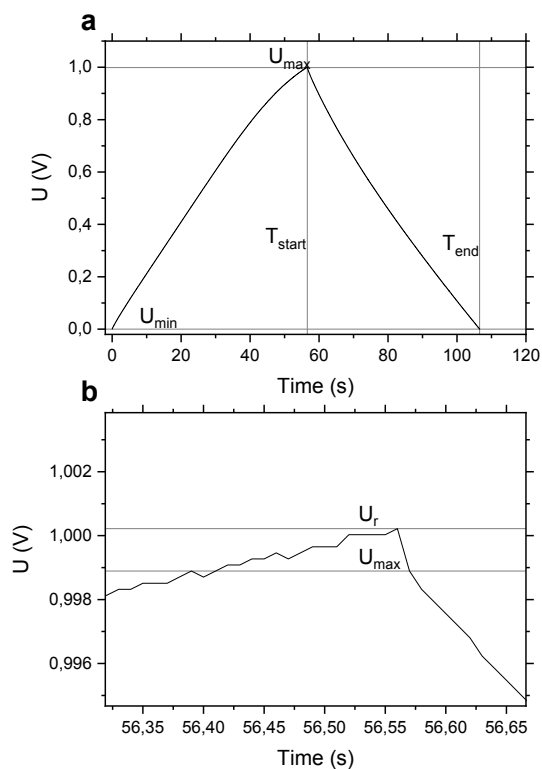 a
U_max
1,0
0,8
0,6
0,4
0,2
0,0
U (V)
T_start
T_end
U_min
0 20 40 60 80 100 120
Time (s)
b
1,002
1,000
0,998
0,996
U (V)
U_r
U_max
56,35 56,40 56,45 56,50 56,55 56,60 56,65
Time (s)